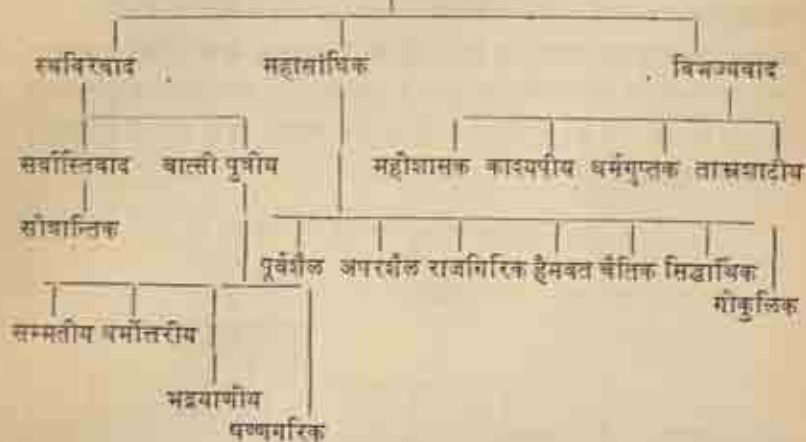 स्थविरवाद महासांघिक विभज्यवाद
सर्वास्तिवाद वात्सी पुत्रीय महीशासक काश्यपीय धर्मगुप्तक ताम्रशाटीय
सौत्रान्तिक
पूर्वशैल अपरशैल राजगिरिक हैमवत चैतिक सिद्धार्थिक
गोकुलिक
सम्मतीय धर्मोत्तरीय
भद्रयाणीय
षण्णगरिक